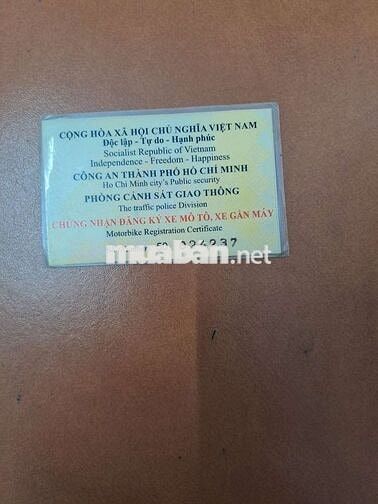 CỘNG HÒA XÃ HỘI CHỦ NGHĨA VIỆT NAM
Độc lập - Tự do - Hạnh phúc
Socialist Republic of Vietnam
Independence - Freedom - Happiness
CÔNG AN THÀNH PHỐ HỒ CHÍ MINH
Ho Chi Minh city's Public security
PHÒNG CẢNH SÁT GIAO THÔNG
The traffic police Division
CHỨNG NHẬN ĐĂNG KÝ XE MÔ TÔ, XE GẮN MÁY
Motorbike Registration Certificate
muaban.net